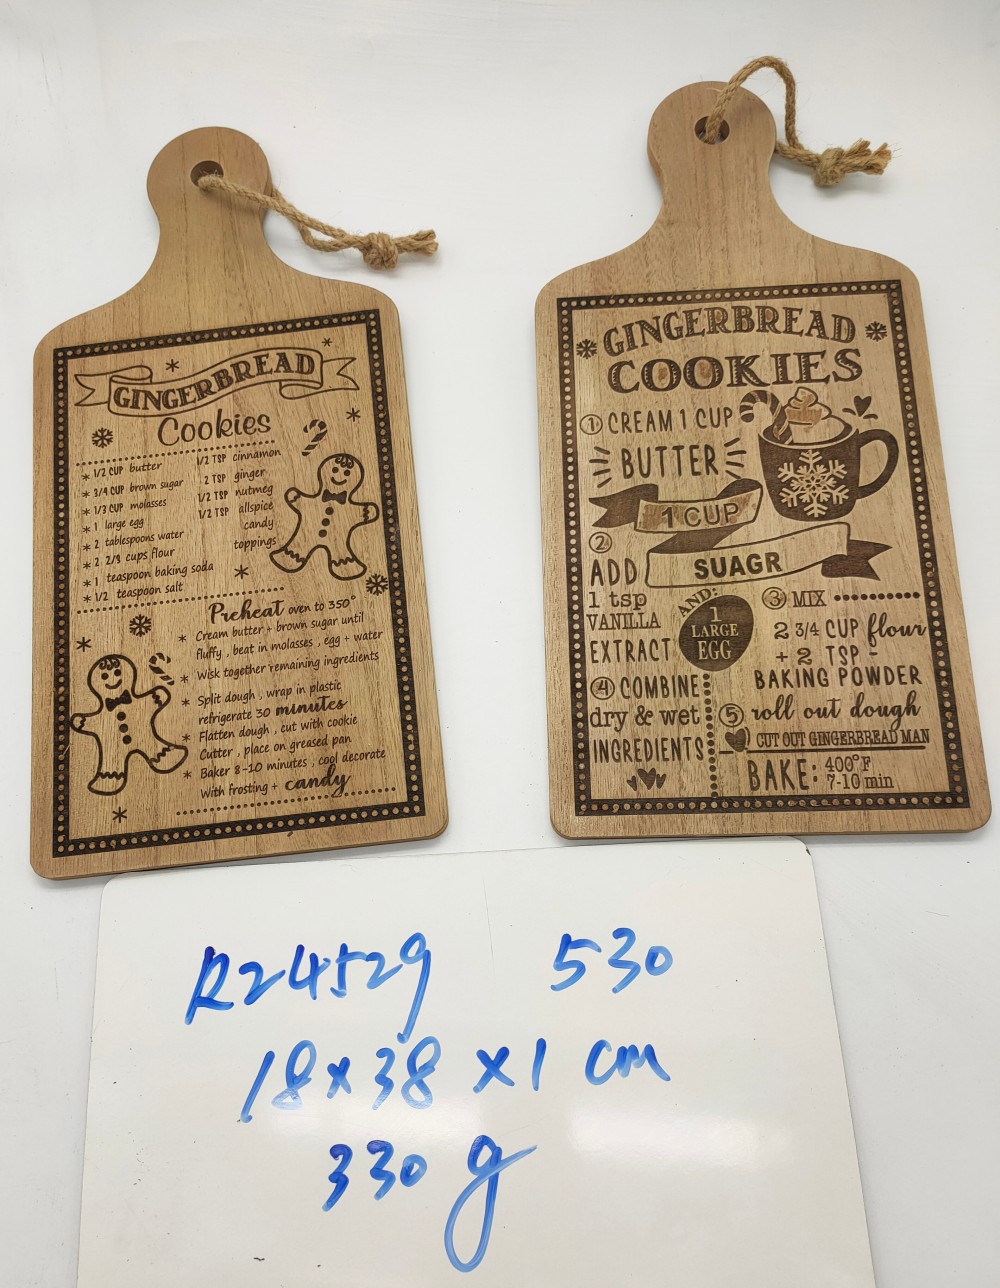 GINGERBREAD
Cookies
* 1/2 CUP butter
* 3/4 CUP brown sugar
* 1/3 CUP molasses
* 1 large egg
* 2 tablespoons water
* 2 2/3 cups flour
* 1 teaspoon baking soda
* 1/2 teaspoon salt
1/2 TSP cinnamon
2 TSP ginger
1/2 TSP nutmeg
1/2 TSP allspice
candy
toppings
Preheat oven to 350°
* Cream butter + brown sugar until
fluffy, beat in molasses, egg + water
* Wisk together remaining ingredients
* Split dough, wrap in plastic
refrigerate 30 minutes
* Flatten dough, cut with cookie
Cutter, place on greased pan
* Baker 8-10 minutes, cool decorate
With frosting + candy
GINGERBREAD
COOKIES
① CREAM 1 CUP
BUTTER
1 CUP
SUAGR
②
ADD
1 tsp
VANILLA
EXTRACT
AND:
1
LARGE
EGG
③ MIX
2 3/4 CUP flour
+ 2 TSP
BAKING POWDER
④ COMBINE
dry & wet
INGREDIENTS
⑤ roll out dough
CUT OUT GINGERBREAD MAN
BAKE: 400°F
7-10 min
R24529 530
18×38×1 cm
330 g